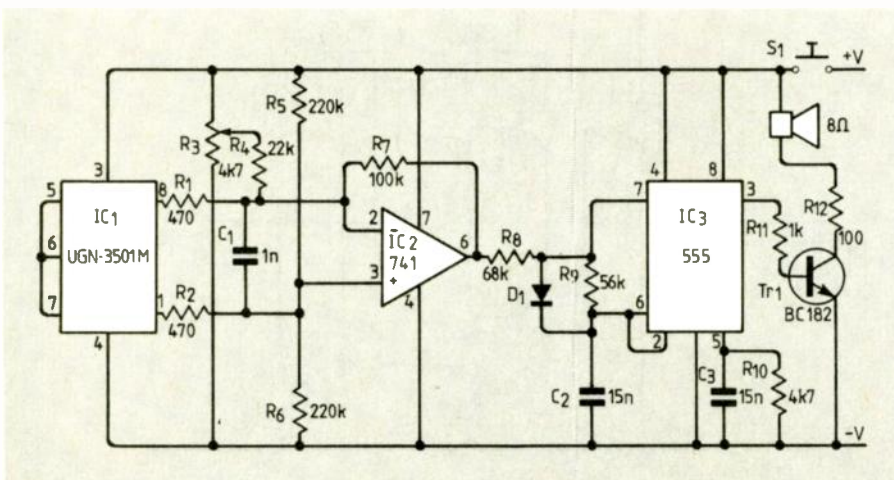 S1
+V
R5
220k
R3
4k7
R4
22k
R7
100k
8Ω
3
5
6
7
IC1
UGN-3501M
8
R1
470
C1
1n
1
R2
470
4
2
3
−
+
IC2
741
7
6
4
R8
68k
D1
R9
56k
7
4
8
IC3
555
3
6
2
5
R11
1k
R12
100
Tr1
BC182
R6
220k
C2
15n
C3
15n
R10
4k7
-V